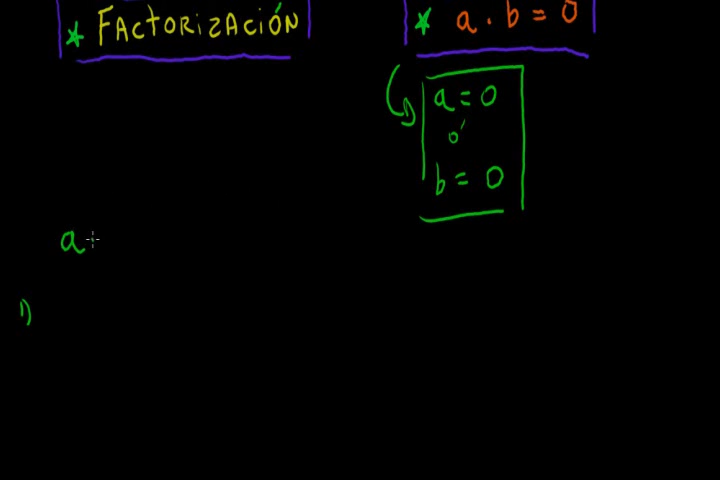 * FACTORIZACIÓN
* a · b = 0
a = 0
ó
b = 0
a
1)